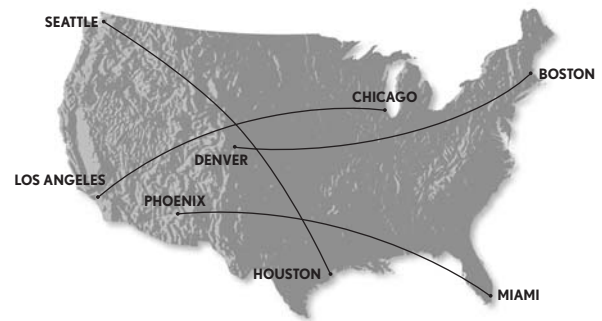 SEATTLE
BOSTON
CHICAGO
DENVER
LOS ANGELES
PHOENIX
HOUSTON
MIAMI